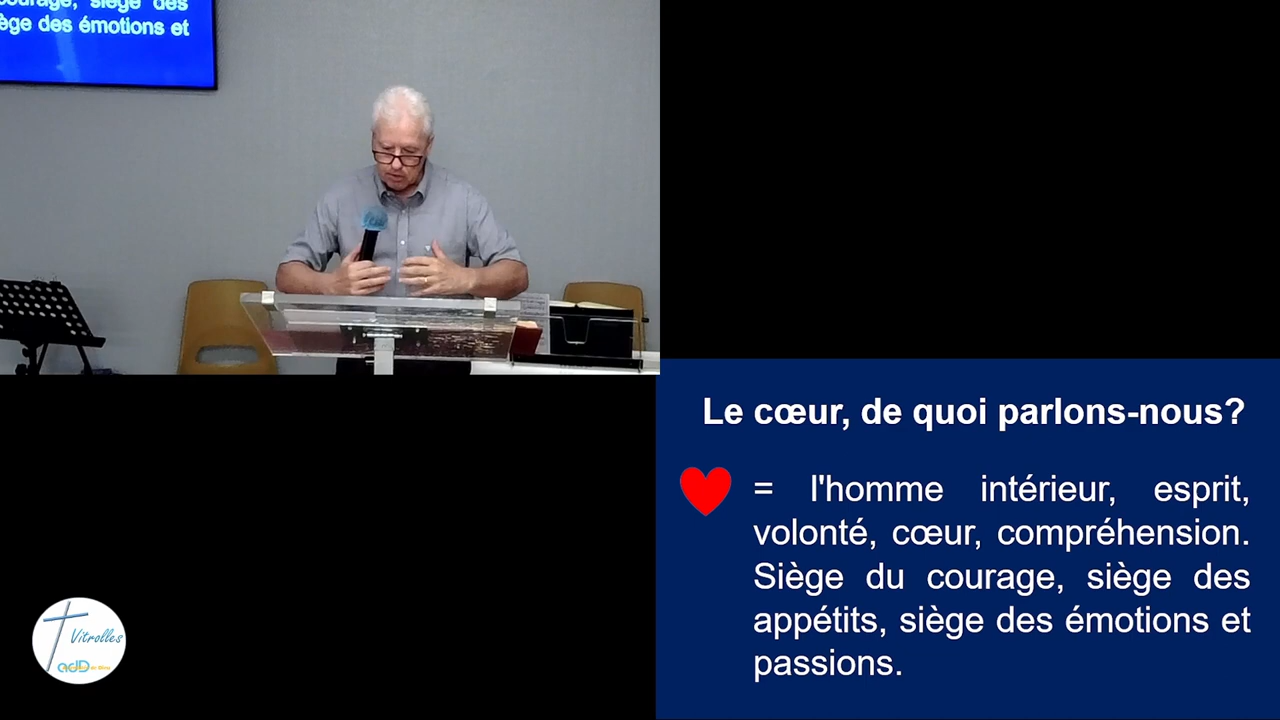 courage, siège des
siège des émotions et
Le cœur, de quoi parlons-nous?
= l'homme intérieur, esprit,
volonté, cœur, compréhension.
Siège du courage, siège des
appétits, siège des émotions et
passions.
Vitrolles
adD